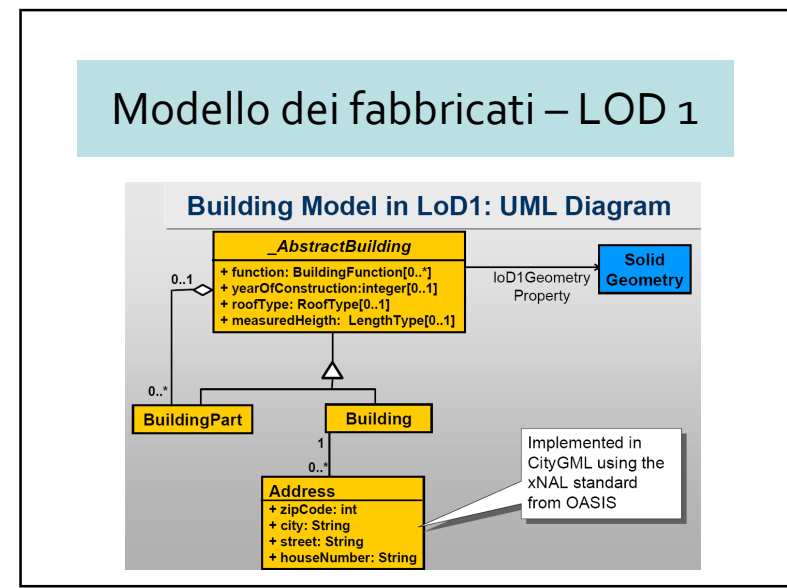 Modello dei fabbricati – LOD 1
Building Model in LoD1: UML Diagram
_AbstractBuilding
+ function: BuildingFunction[0..*]
+ yearOfConstruction:integer[0..1]
+ roofType: RoofType[0..1]
+ measuredHeigth: LengthType[0..1]
loD1Geometry
Property
Solid
Geometry
0..1
0..*
BuildingPart
Building
1
0..*
Address
+ zipCode: int
+ city: String
+ street: String
+ houseNumber: String
Implemented in
CityGML using the
xNAL standard
from OASIS